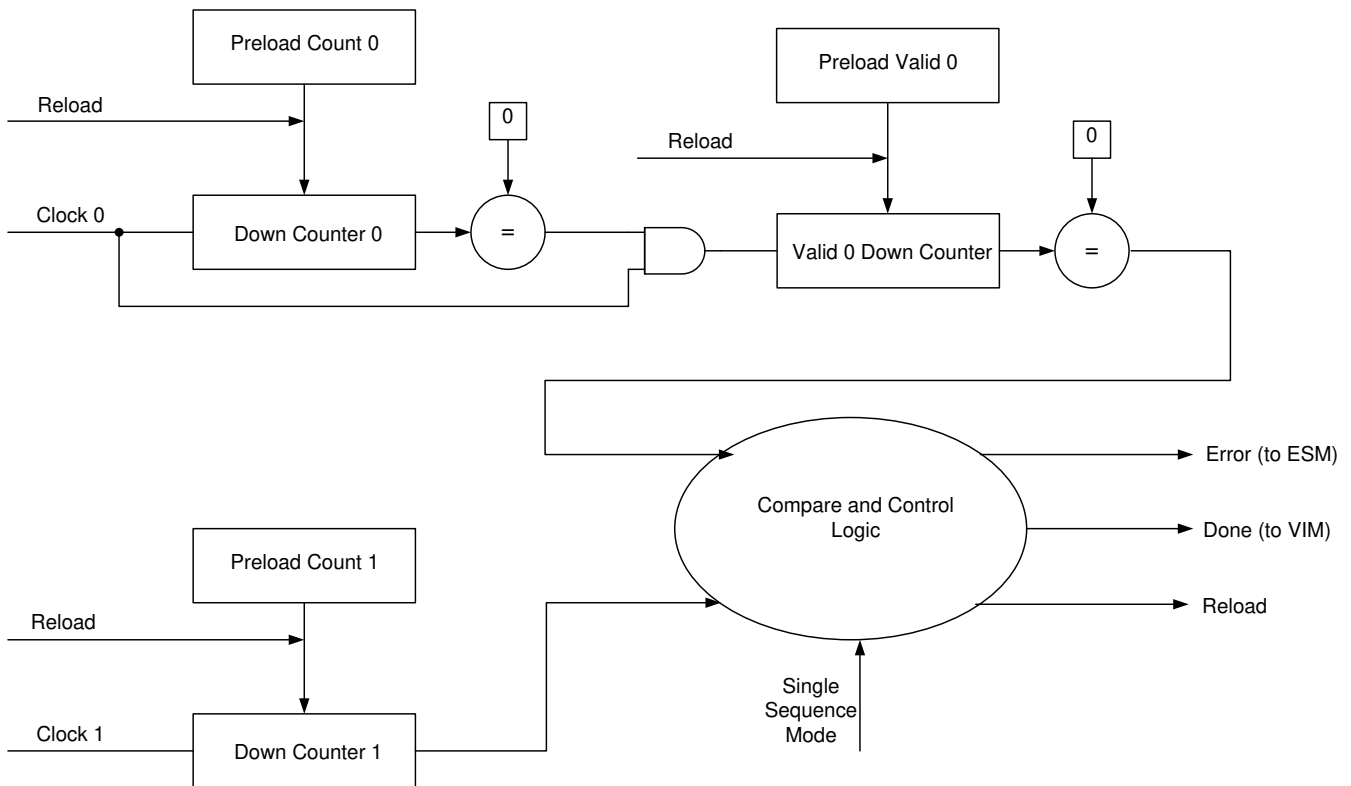 Preload Count 0
Preload Valid 0
Reload
0
Reload
0
Clock 0
Down Counter 0
=
Valid 0 Down Counter
=
Error (to ESM)
Compare and Control
Logic
Done (to VIM)
Preload Count 1
Reload
Reload
Single
Sequence
Mode
Clock 1
Down Counter 1